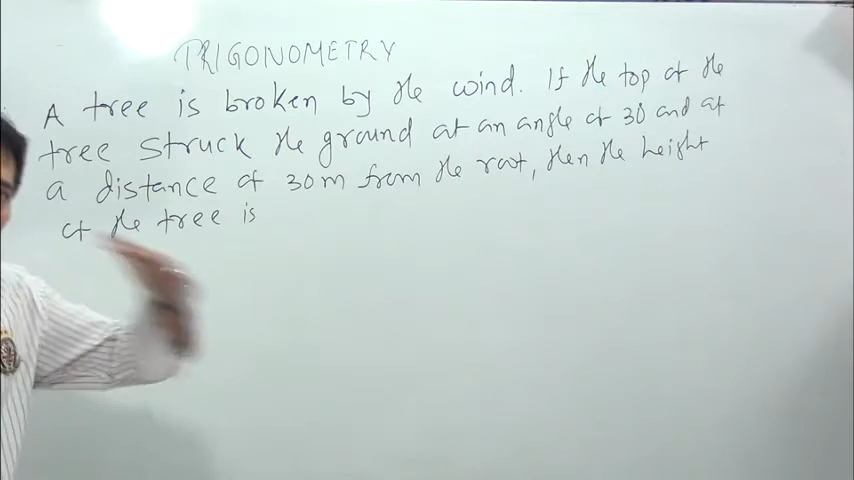 TRIGONOMETRY
A tree is broken by the wind. If the top of the
tree struck the ground at an angle of 30 and at
a distance of 30m from the root, then the height
of the tree is